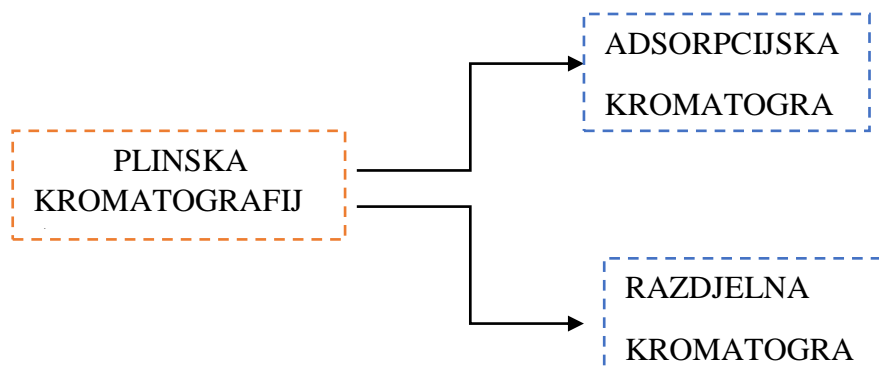 PLINSKA
KROMATOGRAFIJ
ADSORPCIJSKA
KROMATOGRA
RAZDJELNA
KROMATOGRA